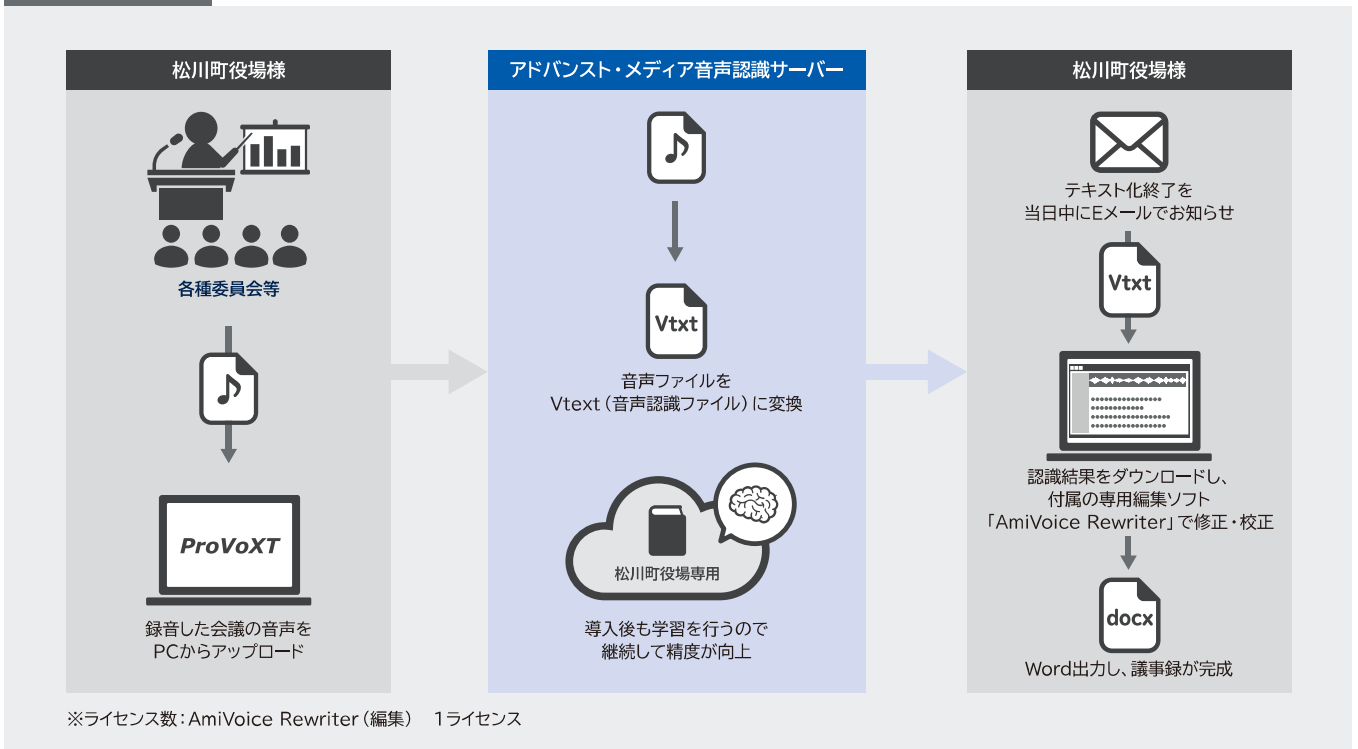 松川町役場様
各種委員会等
ProVoXT
録音した会議の音声を
PCからアップロード
アドバンスト・メディア音声認識サーバー
Vtxt
音声ファイルを
Vtext（音声認識ファイル）に変換
松川町役場専用
導入後も学習を行うので
継続して精度が向上
松川町役場様
テキスト化終了を
当日中にEメールでお知らせ
Vtxt
認識結果をダウンロードし、
付属の専用編集ソフト
「AmiVoice Rewriter」で修正・校正
docx
Word出力し、議事録が完成
※ライセンス数：AmiVoice Rewriter（編集）　1ライセンス